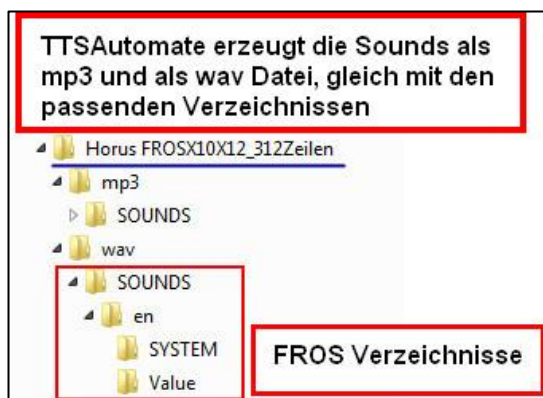 TTSAutomate erzeugt die Sounds als
mp3 und als wav Datei, gleich mit den
passenden Verzeichnissen
Horus FROSX10X12_312Zeilen
mp3
SOUNDS
wav
SOUNDS
en
SYSTEM
Value
FROS Verzeichnisse